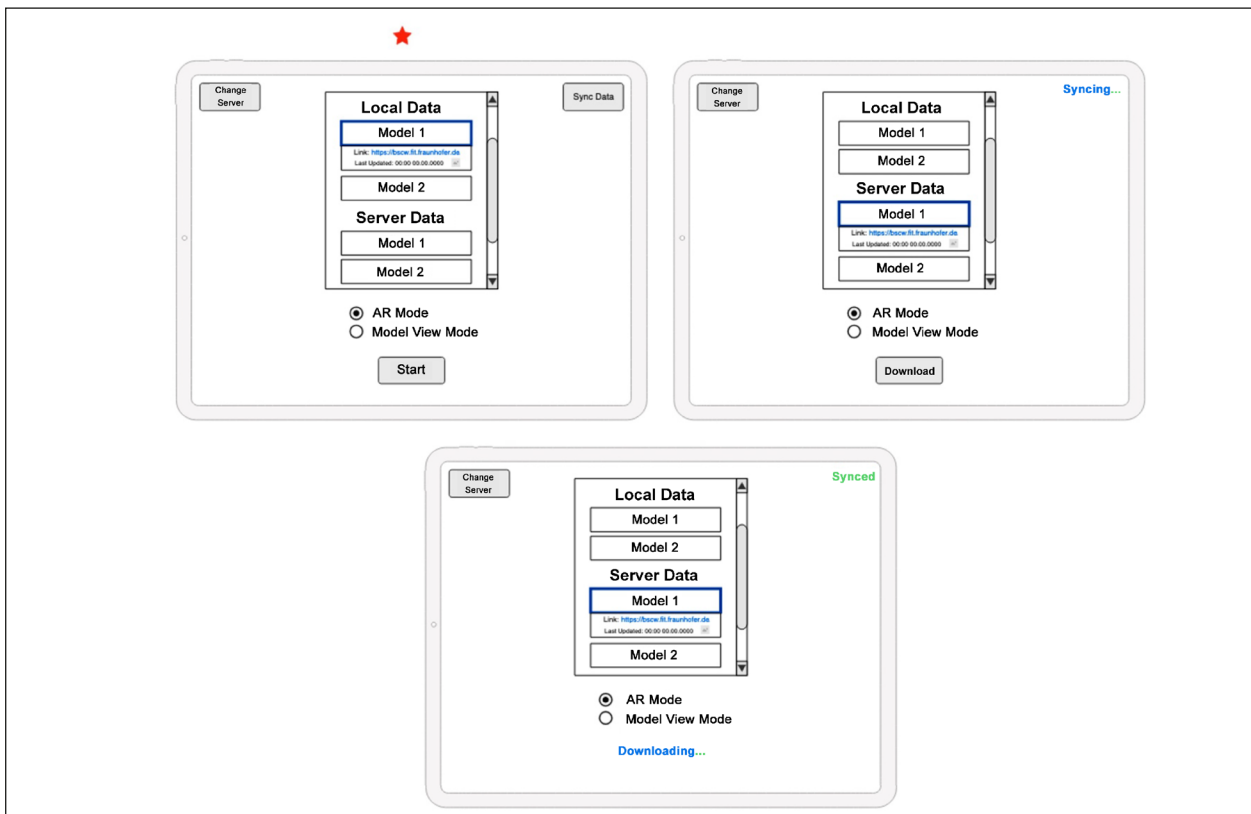 Change
Server
Sync Data
Local Data
Model 1
Link: https://bscw.fit.fraunhofer.de
Last Updated: 00:00 00.00.0000
Model 2
Server Data
Model 1
Model 2
AR Mode
Model View Mode
Start
Change
Server
Syncing...
Local Data
Model 1
Model 2
Server Data
Model 1
Link: https://bscw.fit.fraunhofer.de
Last Updated: 00:00 00.00.0000
Model 2
AR Mode
Model View Mode
Download
Change
Server
Synced
Local Data
Model 1
Model 2
Server Data
Model 1
Link: https://bscw.fit.fraunhofer.de
Last Updated: 00:00 00.00.0000
Model 2
AR Mode
Model View Mode
Downloading...